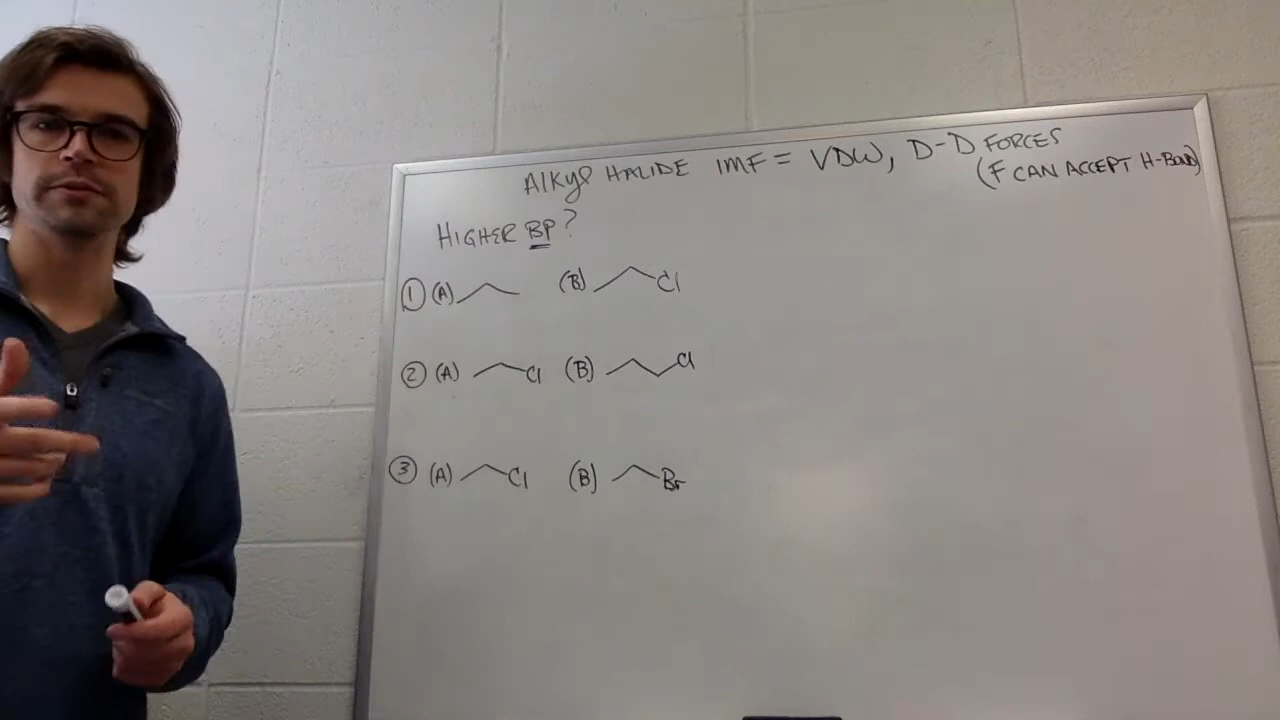 AlKyl HALIDE IMF = VDW, D-D FORCES
(F CAN ACCEPT H-BOND)
HIGHER BP?
① (A) (B) Cl
② (A) Cl (B) Cl
③ (A) Cl (B) Br